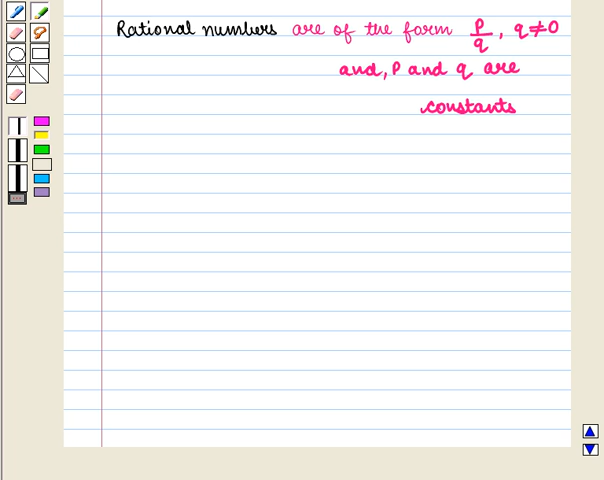 Rational numbers are of the form p/q, q≠0
and, p and q are
constants